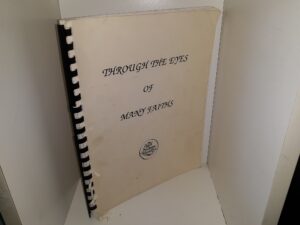 THROUGH THE EYES
OF
MANY FAITHS